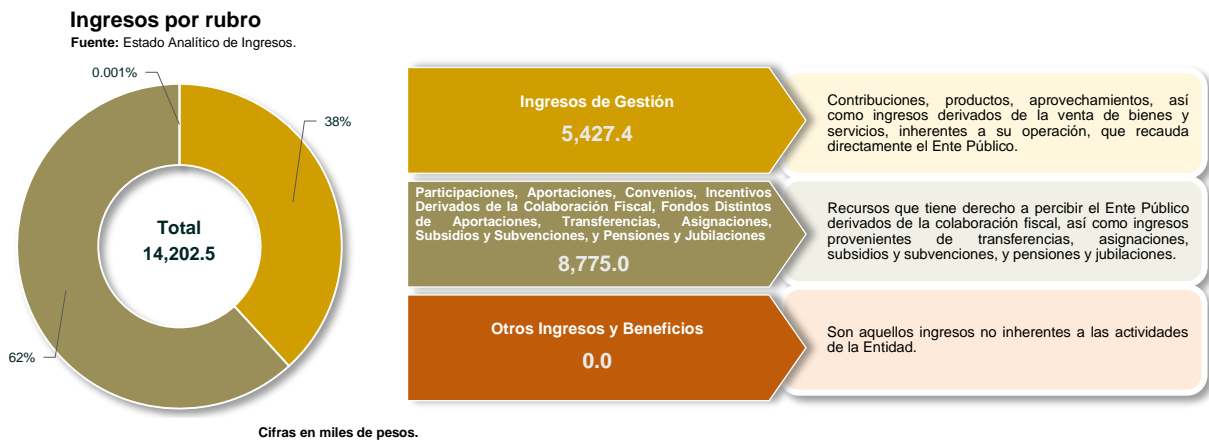 Ingresos por rubro
Fuente: Estado Analítico de Ingresos.
0.001%
38%
Total
14,202.5
62%
Ingresos de Gestión
5,427.4
Contribuciones, productos, aprovechamientos, así
como ingresos derivados de la venta de bienes y
servicios, inherentes a su operación, que recauda
directamente el Ente Público.
Participaciones, Aportaciones, Convenios, Incentivos
Derivados de la Colaboración Fiscal, Fondos Distintos
de Aportaciones, Transferencias, Asignaciones,
Subsidios y Subvenciones, y Pensiones y Jubilaciones
8,775.0
Recursos que tiene derecho a percibir el Ente Público
derivados de la colaboración fiscal, así como ingresos
provenientes de transferencias, asignaciones,
subsidios y subvenciones, y pensiones y jubilaciones.
Otros Ingresos y Beneficios
0.0
Son aquellos ingresos no inherentes a las actividades
de la Entidad.
Cifras en miles de pesos.